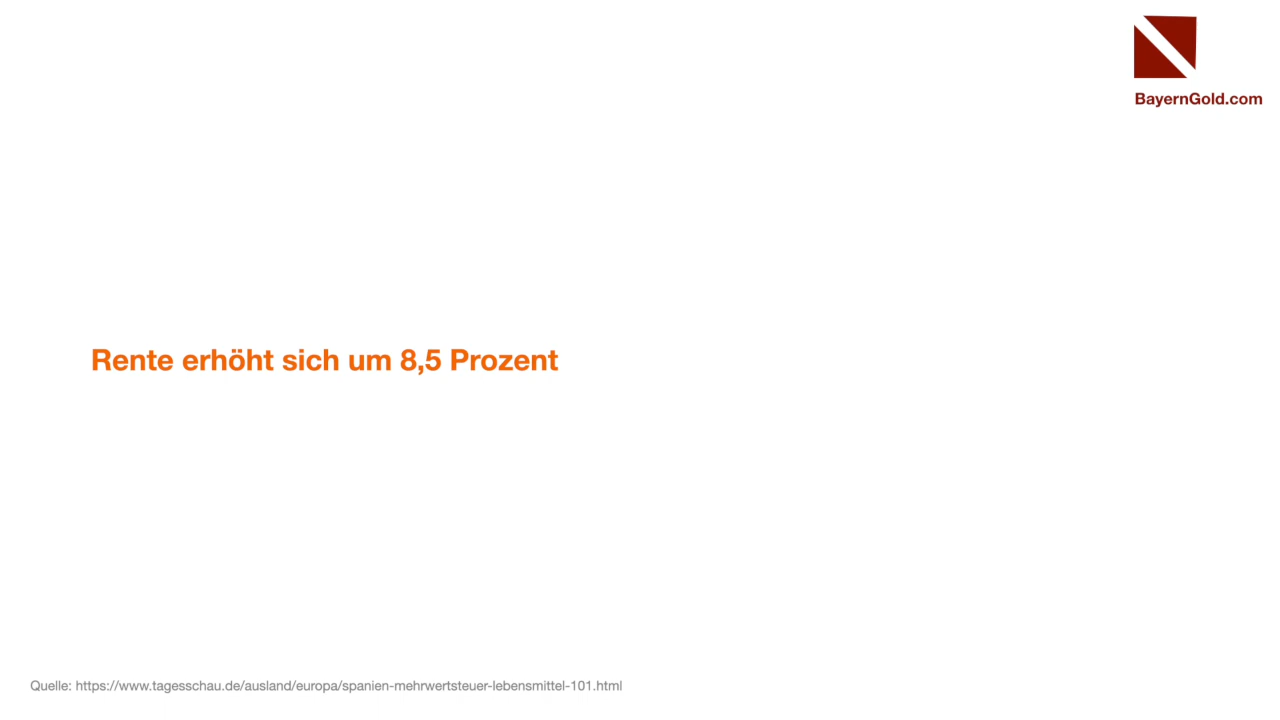 BayernGold.com
Rente erhöht sich um 8,5 Prozent
Quelle: https://www.tagesschau.de/ausland/europa/spanien-mehrwertsteuer-lebensmittel-101.html